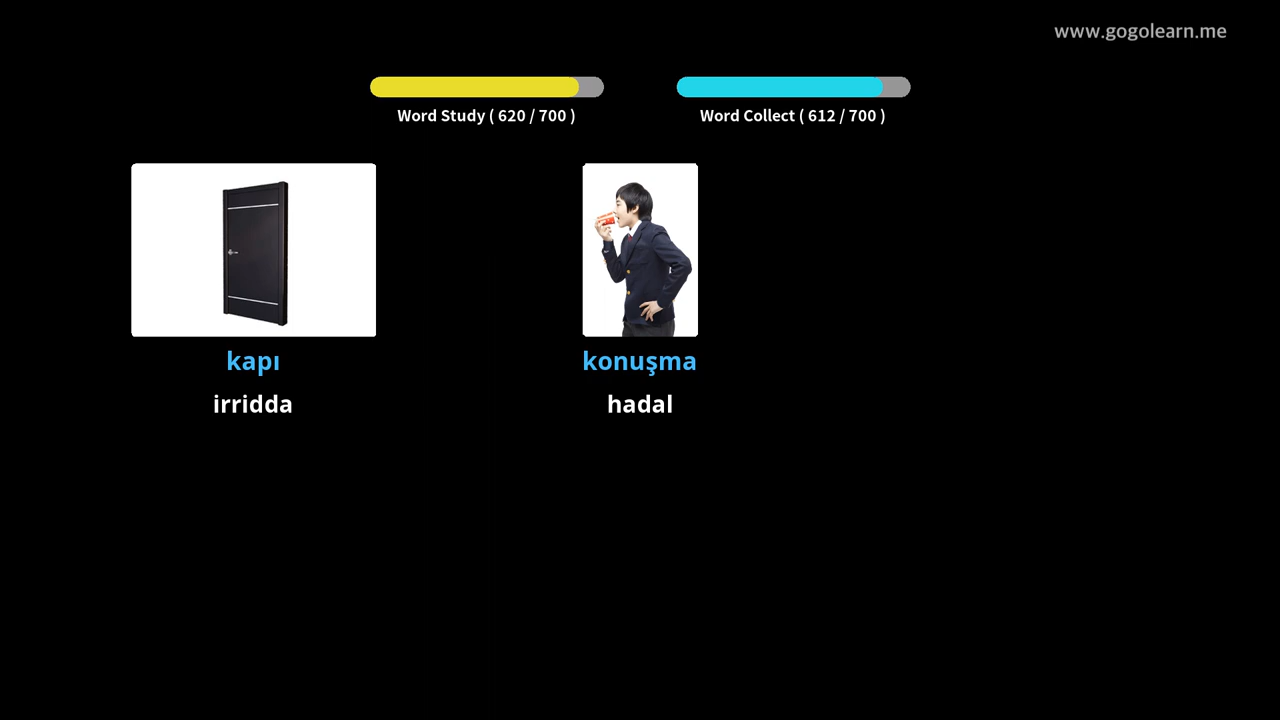 www.gogolearn.me
Word Study ( 620 / 700 )
Word Collect ( 612 / 700 )
kapı
konuşma
irridda
hadal